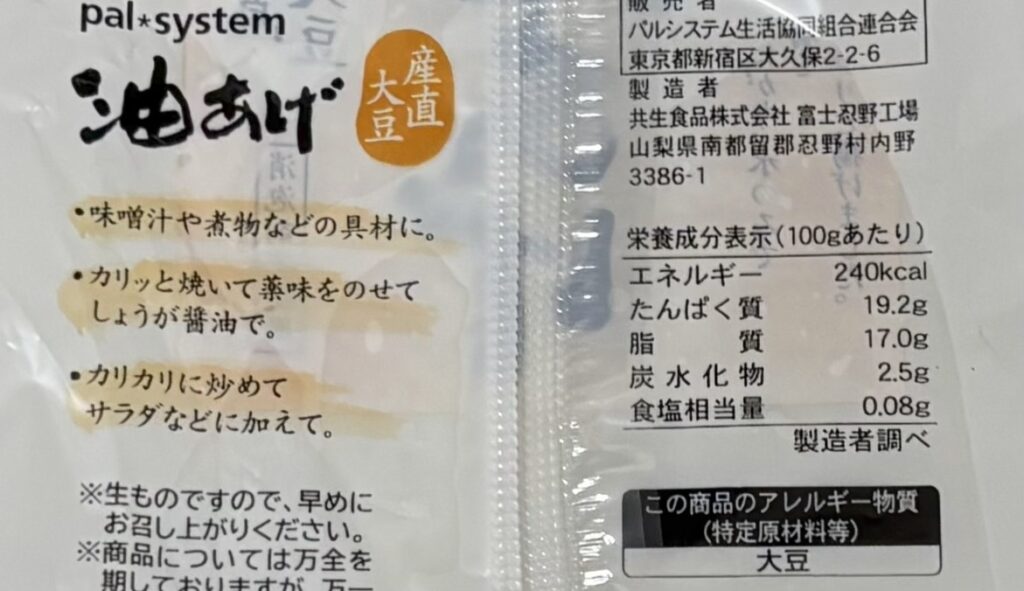 pal*system
油あげ
産直
大豆
・味噌汁や煮物などの具材に。
・カリッと焼いて薬味をのせて
しょうが醤油で。
・カリカリに炒めて
サラダなどに加えて。
※生ものですので、早めに
お召し上がりください。
※商品については万全を
期しておりますが、万一
販売者
パルシステム生活協同組合連合会
東京都新宿区大久保2-2-6
製造者
共生食品株式会社 富士忍野工場
山梨県南都留郡忍野村内野
3386-1
栄養成分表示(100gあたり)
エネルギー 240kcal
たんぱく質 19.2g
脂質 17.0g
炭水化物 2.5g
食塩相当量 0.08g
製造者調べ
この商品のアレルギー物質
(特定原材料等)
大豆